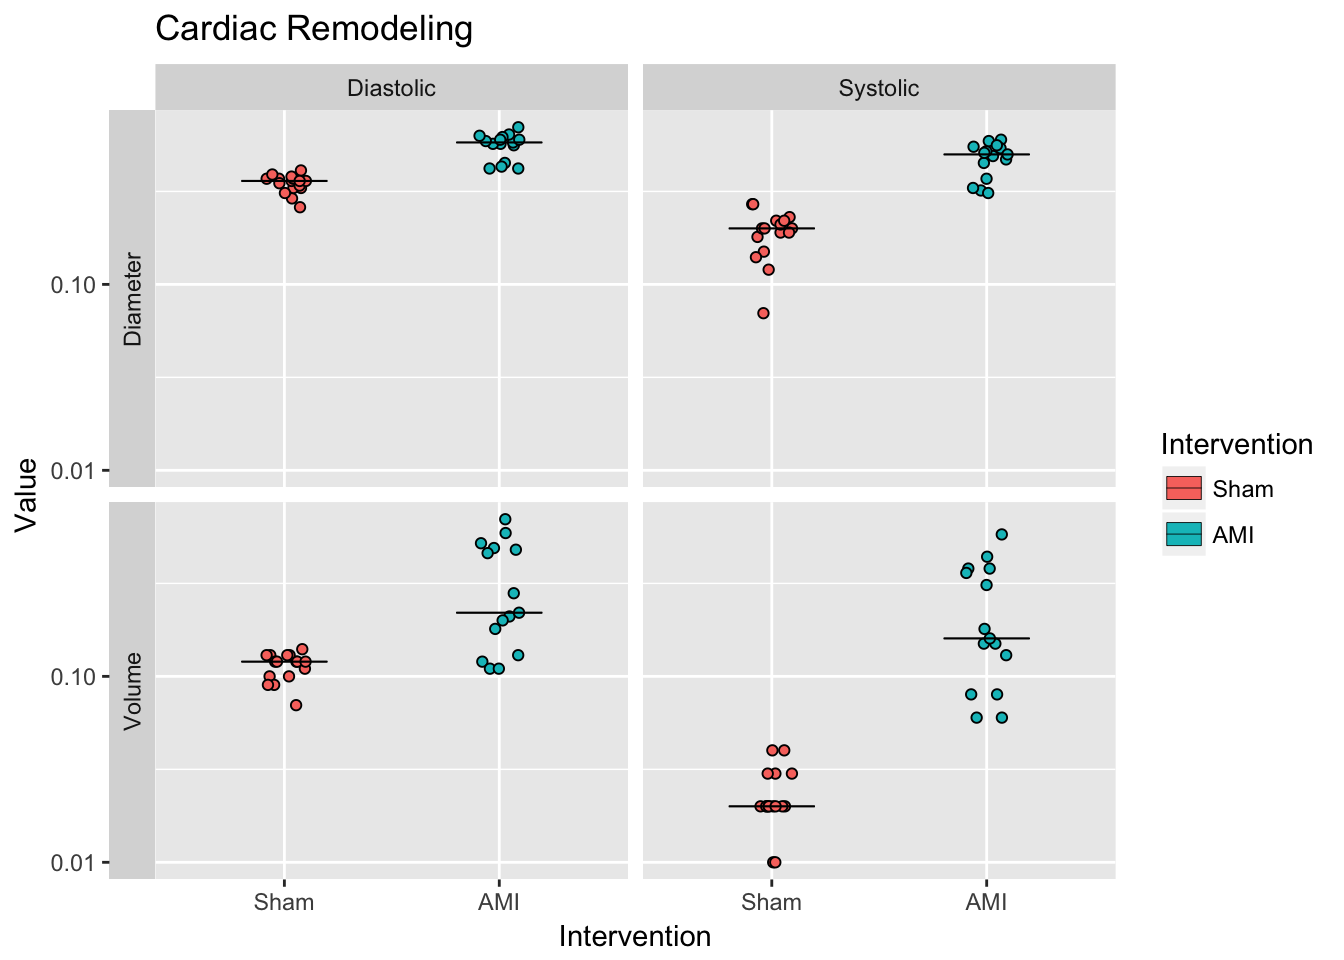 Cardiac Remodeling
Diastolic
Systolic
Diameter
0.10
0.01
Volume
0.10
0.01
Value
Sham
AMI
Sham
AMI
Intervention
Intervention
Sham
AMI